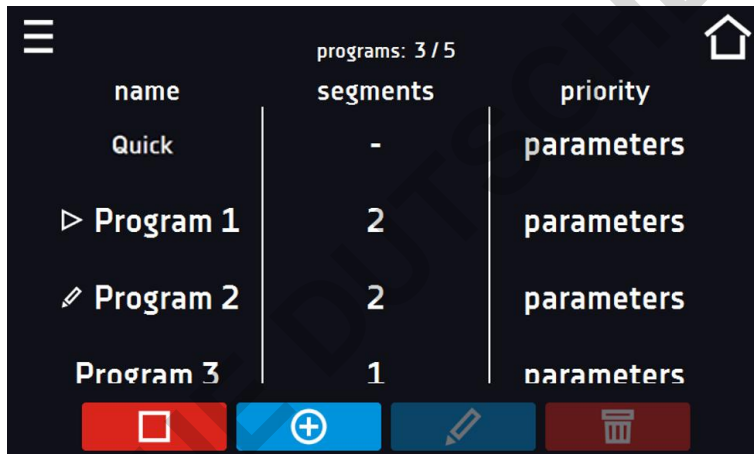 programs: 3 / 5
name segments priority
Quick - parameters
Program 1 2 parameters
Program 2 2 parameters
Program 3 1 parameters